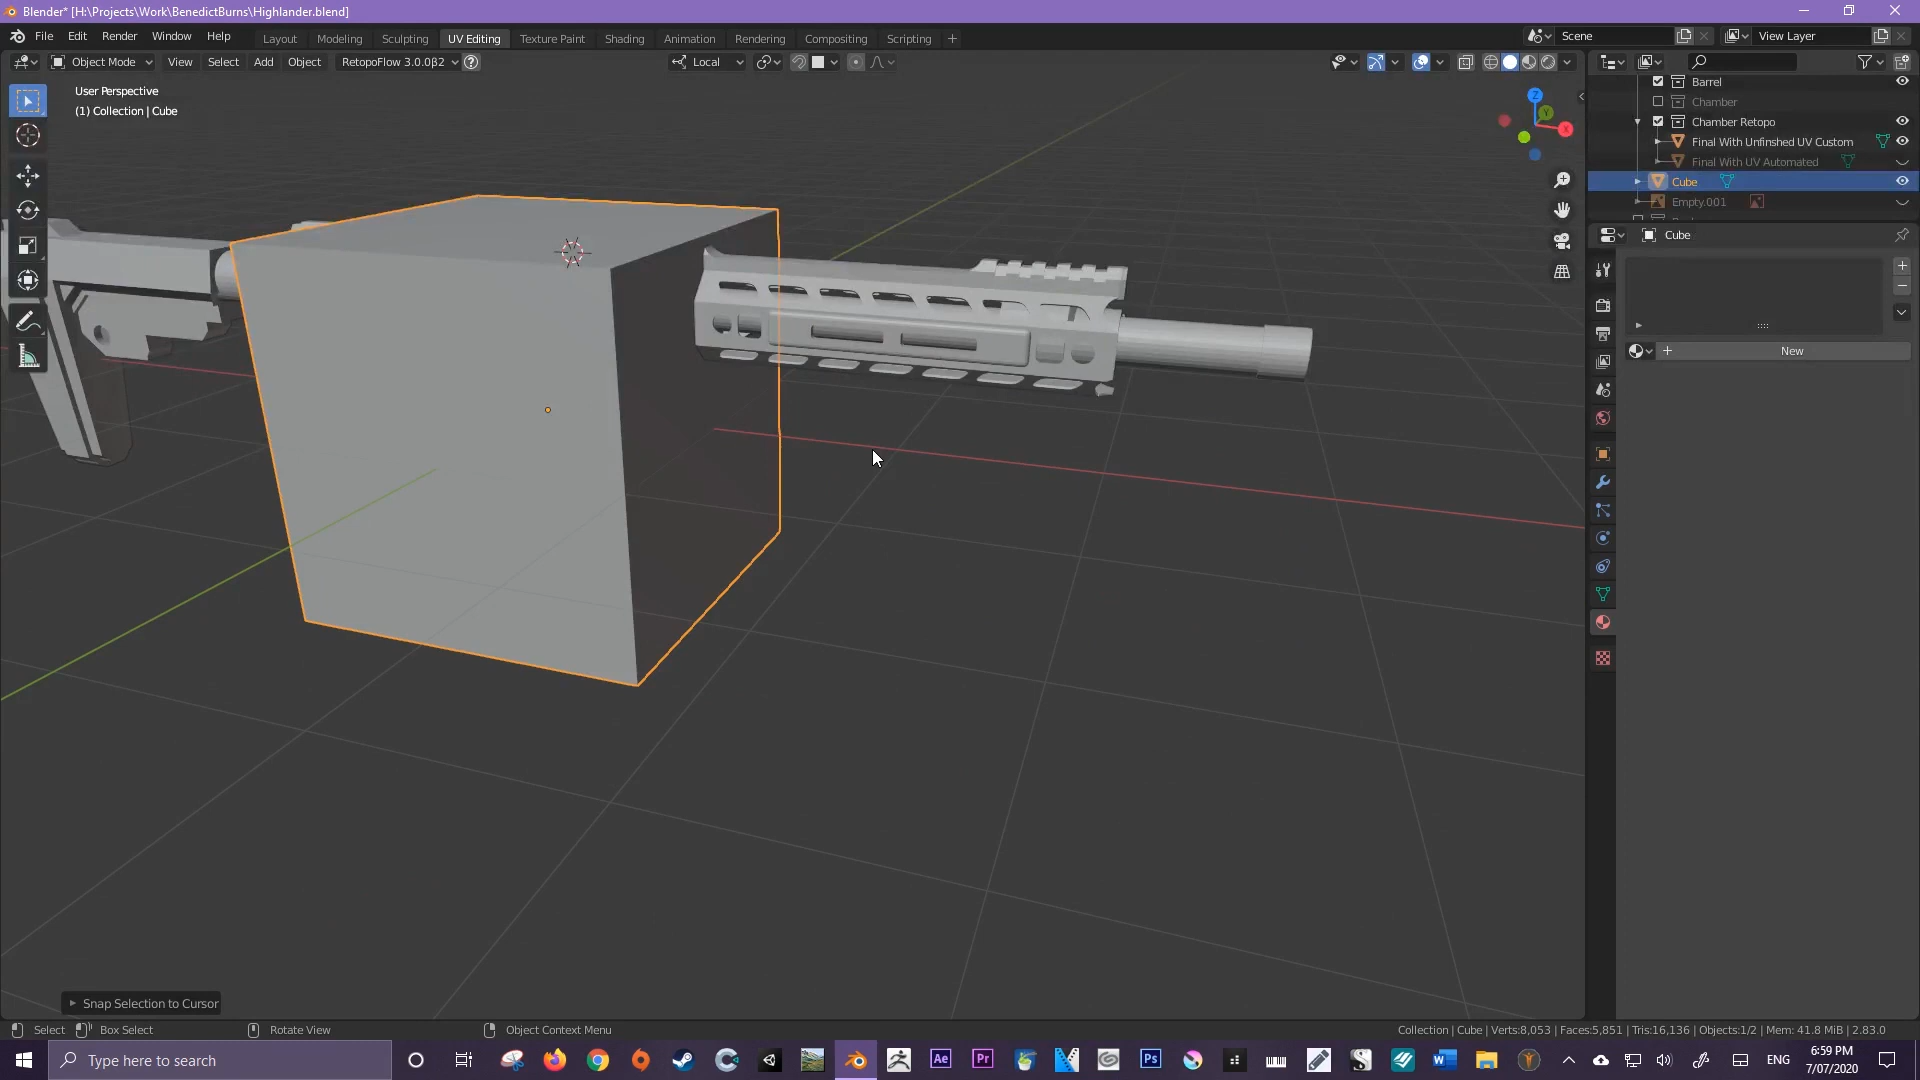 Blender* [H:\Projects\Work\BenedictBurns\Highlander.blend]
File Edit Render Window Help
Layout Modeling Sculpting UV Editing Texture Paint Shading Animation Rendering Compositing Scripting +
Scene
View Layer
Object Mode View Select Add Object RetopoFlow 3.0.0β2 ?
Local
User Perspective
(1) Collection | Cube
Z
Y
X
Barrel
Chamber
Chamber Retopo
Final With Unfinshed UV Custom
Final With UV Automated
Cube
Empty.001
Cube
New
Snap Selection to Cursor
Select Box Select Rotate View Object Context Menu
Collection | Cube | Verts:8,053 | Faces:5,851 | Tris:16,136 | Objects:1/2 | Mem: 41.8 MiB | 2.83.0
Type here to search
Ae
Pr
Ps
ENG
6:59 PM
7/07/2020